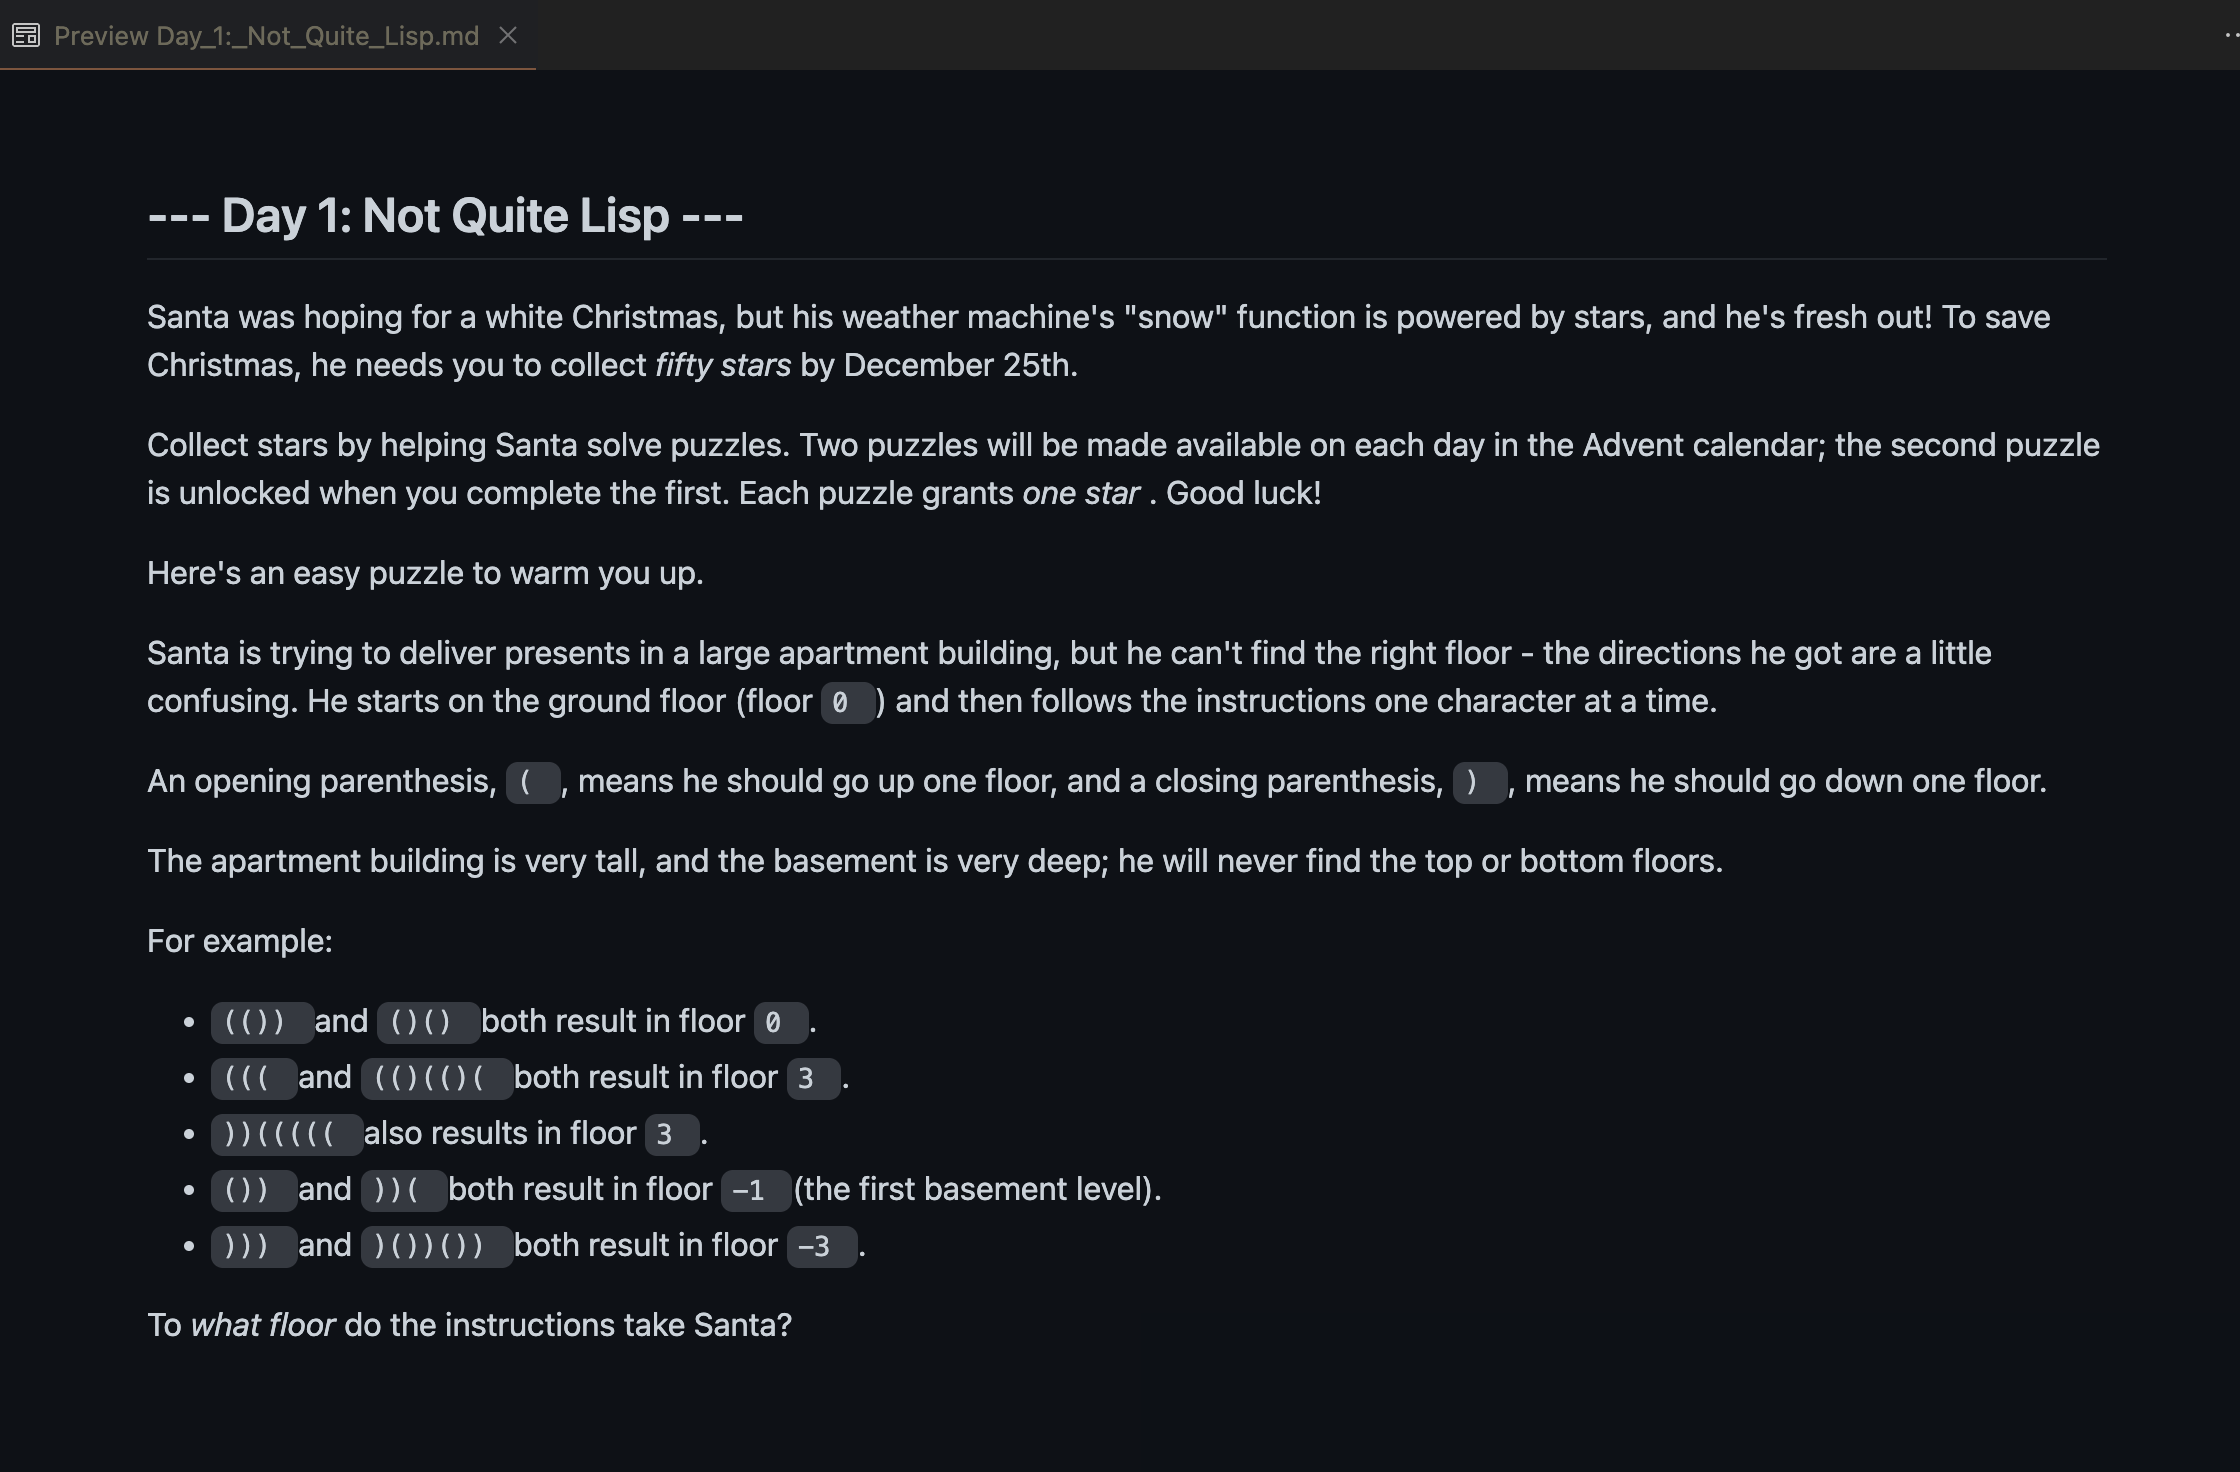 Preview Day_1:_Not_Quite_Lisp.md
--- Day 1: Not Quite Lisp ---
Santa was hoping for a white Christmas, but his weather machine's "snow" function is powered by stars, and he's fresh out! To save
Christmas, he needs you to collect fifty stars by December 25th.
Collect stars by helping Santa solve puzzles. Two puzzles will be made available on each day in the Advent calendar; the second puzzle
is unlocked when you complete the first. Each puzzle grants one star . Good luck!
Here's an easy puzzle to warm you up.
Santa is trying to deliver presents in a large apartment building, but he can't find the right floor - the directions he got are a little
confusing. He starts on the ground floor (floor 0 ) and then follows the instructions one character at a time.
An opening parenthesis, ( , means he should go up one floor, and a closing parenthesis, ) , means he should go down one floor.
The apartment building is very tall, and the basement is very deep; he will never find the top or bottom floors.
For example:
• (()) and ()() both result in floor 0 .
• ((( and (()(()( both result in floor 3 .
• ))((((( also results in floor 3 .
• ()) and ))( both result in floor -1 (the first basement level).
• ))) and )())()) both result in floor -3 .
To what floor do the instructions take Santa?